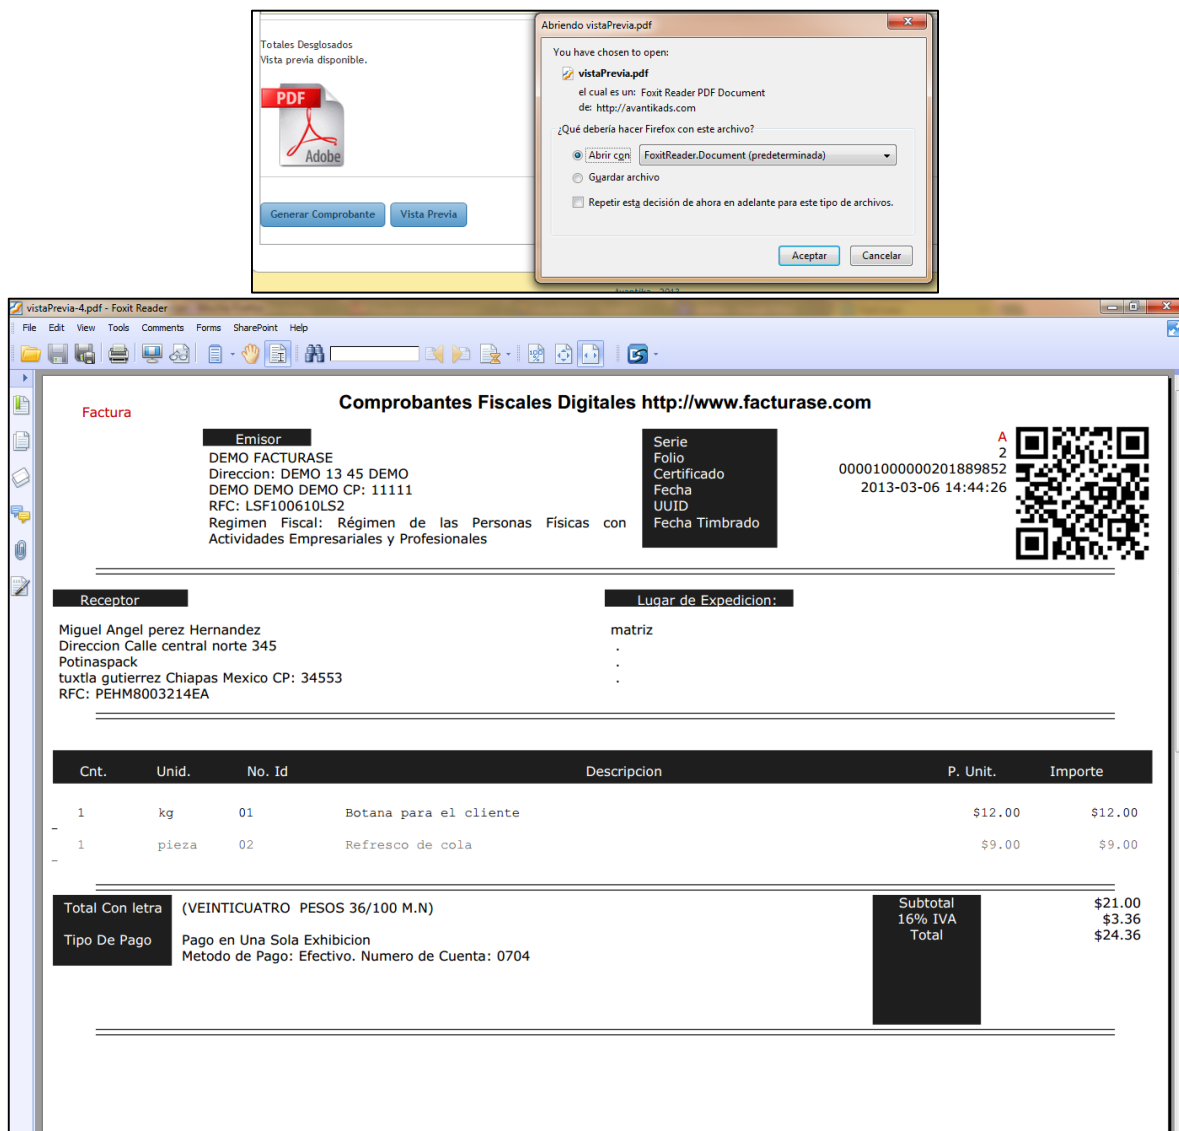 Totales Desglosados
Vista previa disponible.
PDF
Adobe
Generar Comprobante
Vista Previa
Abriendo vistaPrevia.pdf
You have chosen to open:
vistaPrevia.pdf
el cual es un: Foxit Reader PDF Document
de: http://avantikads.com
¿Qué debería hacer Firefox con este archivo?
Abrir con FoxitReader.Document (predeterminada)
Guardar archivo
Repetir esta decisión de ahora en adelante para este tipo de archivos.
Aceptar Cancelar
Avantika 2013
vistaPrevia-4.pdf - Foxit Reader
File Edit View Tools Comments Forms SharePoint Help
Factura
Comprobantes Fiscales Digitales http://www.facturase.com
Emisor
DEMO FACTURASE
Direccion: DEMO 13 45 DEMO
DEMO DEMO DEMO CP: 11111
RFC: LSF100610LS2
Regimen Fiscal: Régimen de las Personas Físicas con
Actividades Empresariales y Profesionales
Serie A
Folio 2
Certificado 00001000000201889852
Fecha 2013-03-06 14:44:26
UUID
Fecha Timbrado
Receptor
Miguel Angel perez Hernandez
Direccion Calle central norte 345
Potinaspack
tuxtla gutierrez Chiapas Mexico CP: 34553
RFC: PEHM8003214EA
Lugar de Expedicion:
matriz
.
.
.
Cnt. Unid. No. Id Descripcion P. Unit. Importe
1 kg 01 Botana para el cliente $12.00 $12.00
1 pieza 02 Refresco de cola $9.00 $9.00
Total Con letra (VEINTICUATRO PESOS 36/100 M.N)
Tipo De Pago Pago en Una Sola Exhibicion
Metodo de Pago: Efectivo. Numero de Cuenta: 0704
Subtotal $21.00
16% IVA $3.36
Total $24.36